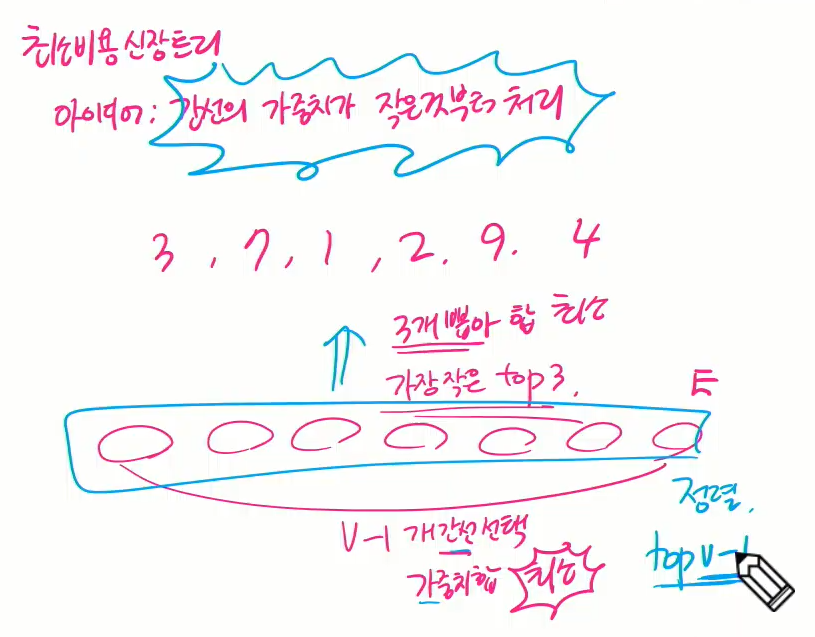 최소비용 신장트리
아이디어: 간선의 가중치가 작은것부터 처리
3, 7, 1, 2. 9. 4
3개 뽑아 합 최소
가장 작은 top 3.
E
정렬.
V-1 개 간선 선택
top V-1
가중치합 최소